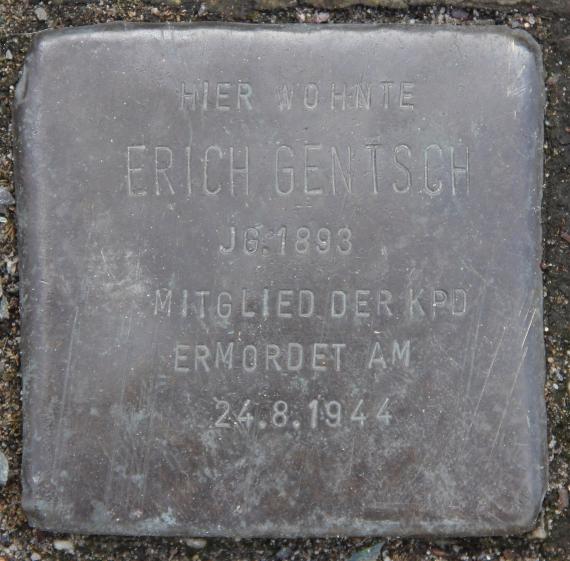 HIER WOHNTE
ERICH GENTSCH
JG. 1893
MITGLIED DER KPD
ERMORDET AM
24.8.1944